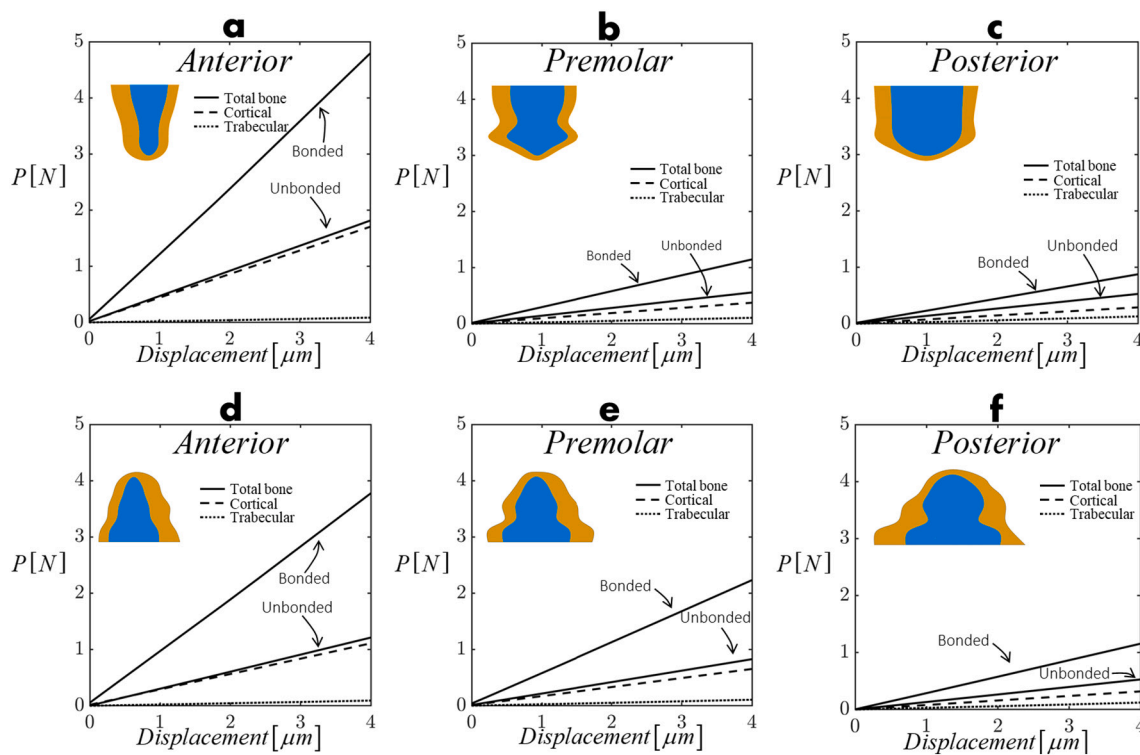 a
Anterior
5
4
3
2
1
0
P[N]
Total bone
Cortical
Trabecular
Bonded
Unbonded
0 1 2 3 4
Displacement[μm]
b
Premolar
5
4
3
2
1
0
P[N]
Total bone
Cortical
Trabecular
Bonded
Unbonded
0 1 2 3 4
Displacement[μm]
c
Posterior
5
4
3
2
1
0
P[N]
Total bone
Cortical
Trabecular
Bonded
Unbonded
0 1 2 3 4
Displacement[μm]
d
Anterior
5
4
3
2
1
0
P[N]
Total bone
Cortical
Trabecular
Bonded
Unbonded
0 1 2 3 4
Displacement[μm]
e
Premolar
5
4
3
2
1
0
P[N]
Total bone
Cortical
Trabecular
Bonded
Unbonded
0 1 2 3 4
Displacement[μm]
f
Posterior
5
4
3
2
1
0
P[N]
Total bone
Cortical
Trabecular
Bonded
Unbonded
0 1 2 3 4
Displacement[μm]